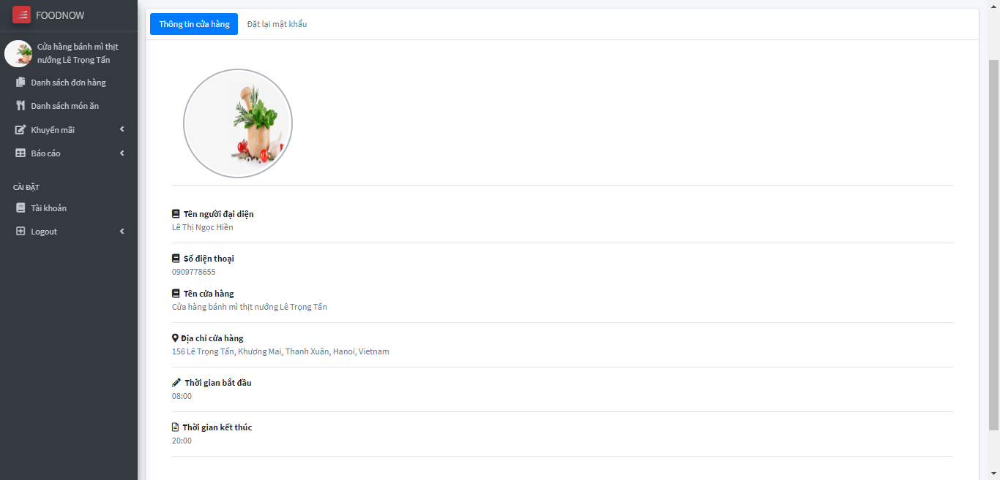 FOODNOW
Cửa hàng bánh mì thịt
nướng Lê Trọng Tấn
Danh sách đơn hàng
Danh sách món ăn
Khuyến mãi
Báo cáo
CÀI ĐẶT
Tài khoản
Logout
Thông tin cửa hàng
Đặt lại mật khẩu
Tên người đại diện
Lê Thị Ngọc Hiền
Số điện thoại
0909778655
Tên cửa hàng
Cửa hàng bánh mì thịt nướng Lê Trọng Tấn
Địa chỉ cửa hàng
156 Lê Trọng Tấn, Khương Mai, Thanh Xuân, Hanoi, Vietnam
Thời gian bắt đầu
08:00
Thời gian kết thúc
20:00